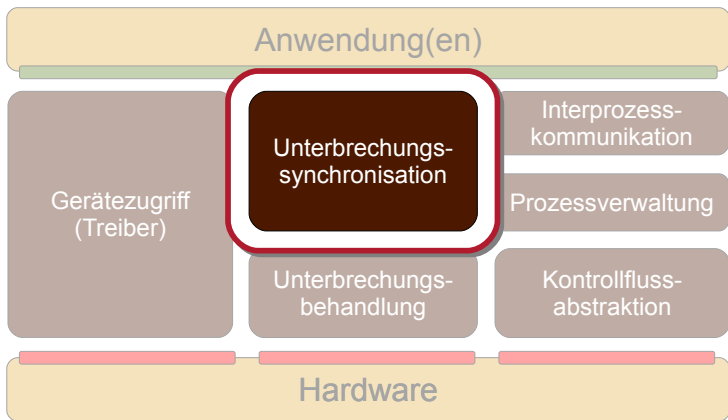 Anwendung(en)
Gerätezugriff
(Treiber)
Unterbrechungs-
synchronisation
Unterbrechungs-
behandlung
Interprozess-
kommunikation
Prozessverwaltung
Kontrollfluss-
abstraktion
Hardware